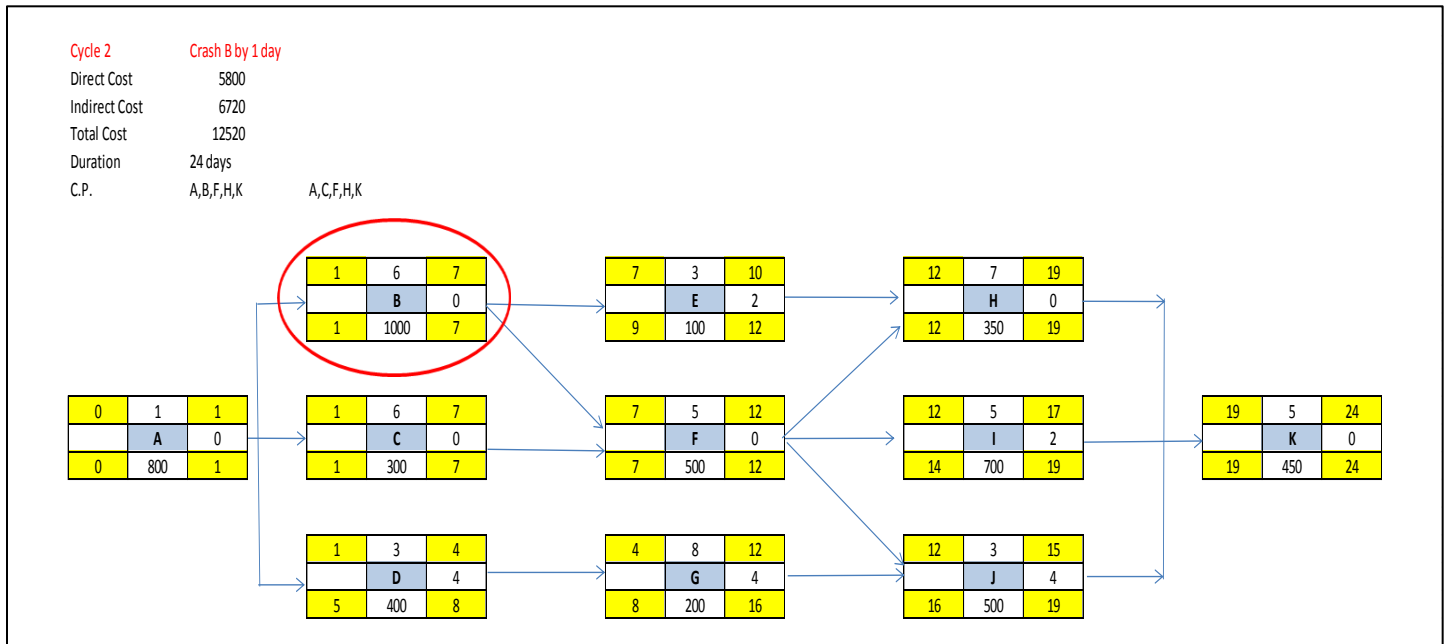 Cycle 2 Crash B by 1 day
Direct Cost 5800
Indirect Cost 6720
Total Cost 12520
Duration 24 days
C.P. A,B,F,H,K A,C,F,H,K
1 6 7 7 3 10 12 7 19
B 0 E 2 H 0
1 1000 7 9 100 12 12 350 19
0 1 1 1 6 7 7 5 12 12 5 17 19 5 24
A 0 C 0 F 0 I 2 K 0
0 800 1 1 300 7 7 500 12 14 700 19 19 450 24
1 3 4 4 8 12 12 3 15
D 4 G 4 J 4
5 400 8 8 200 16 16 500 19